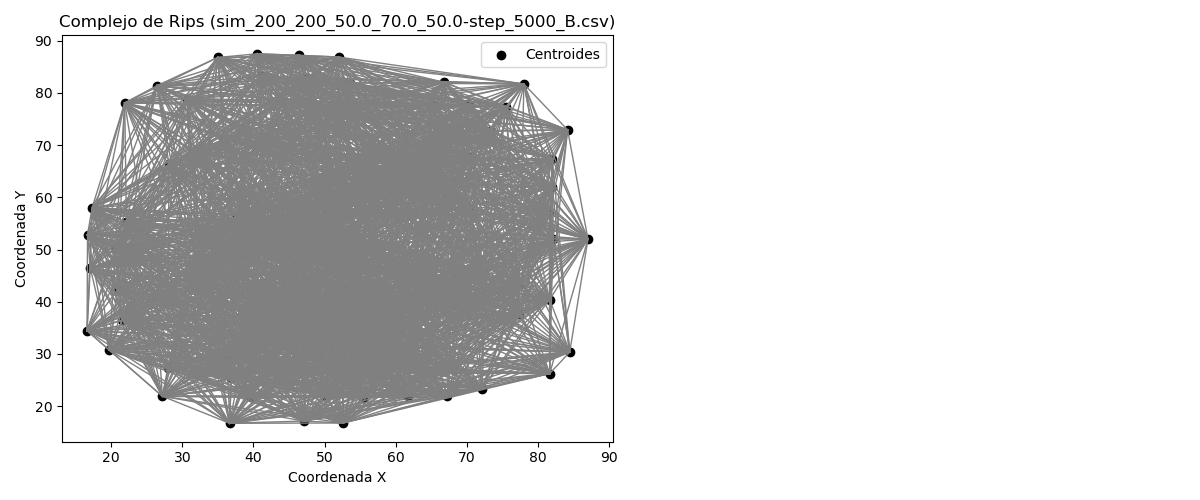 Complejo de Rips (sim_200_200_50.0_70.0_50.0-step_5000_B.csv)
Centroides
90
80
70
60
50
40
30
20
Coordenada Y
20 30 40 50 60 70 80 90
Coordenada X